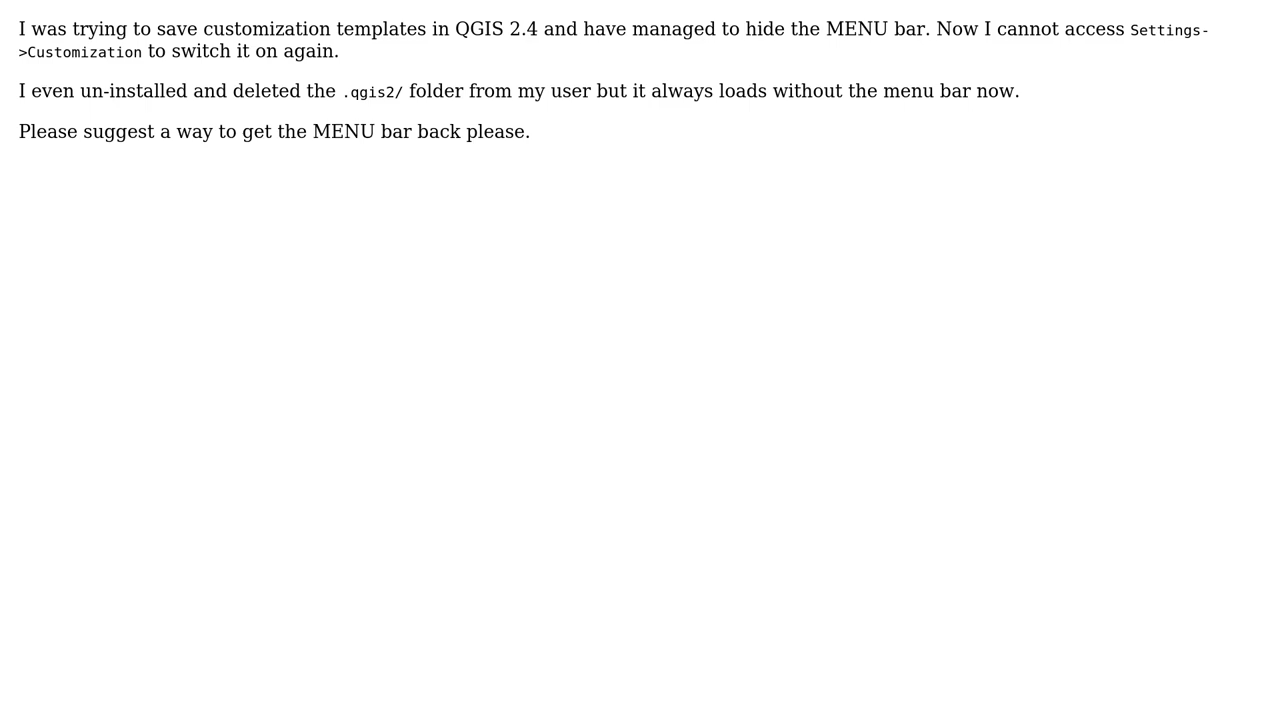 I was trying to save customization templates in QGIS 2.4 and have managed to hide the MENU bar. Now I cannot access Settings-
>Customization to switch it on again.
I even un-installed and deleted the .qgis2/ folder from my user but it always loads without the menu bar now.
Please suggest a way to get the MENU bar back please.